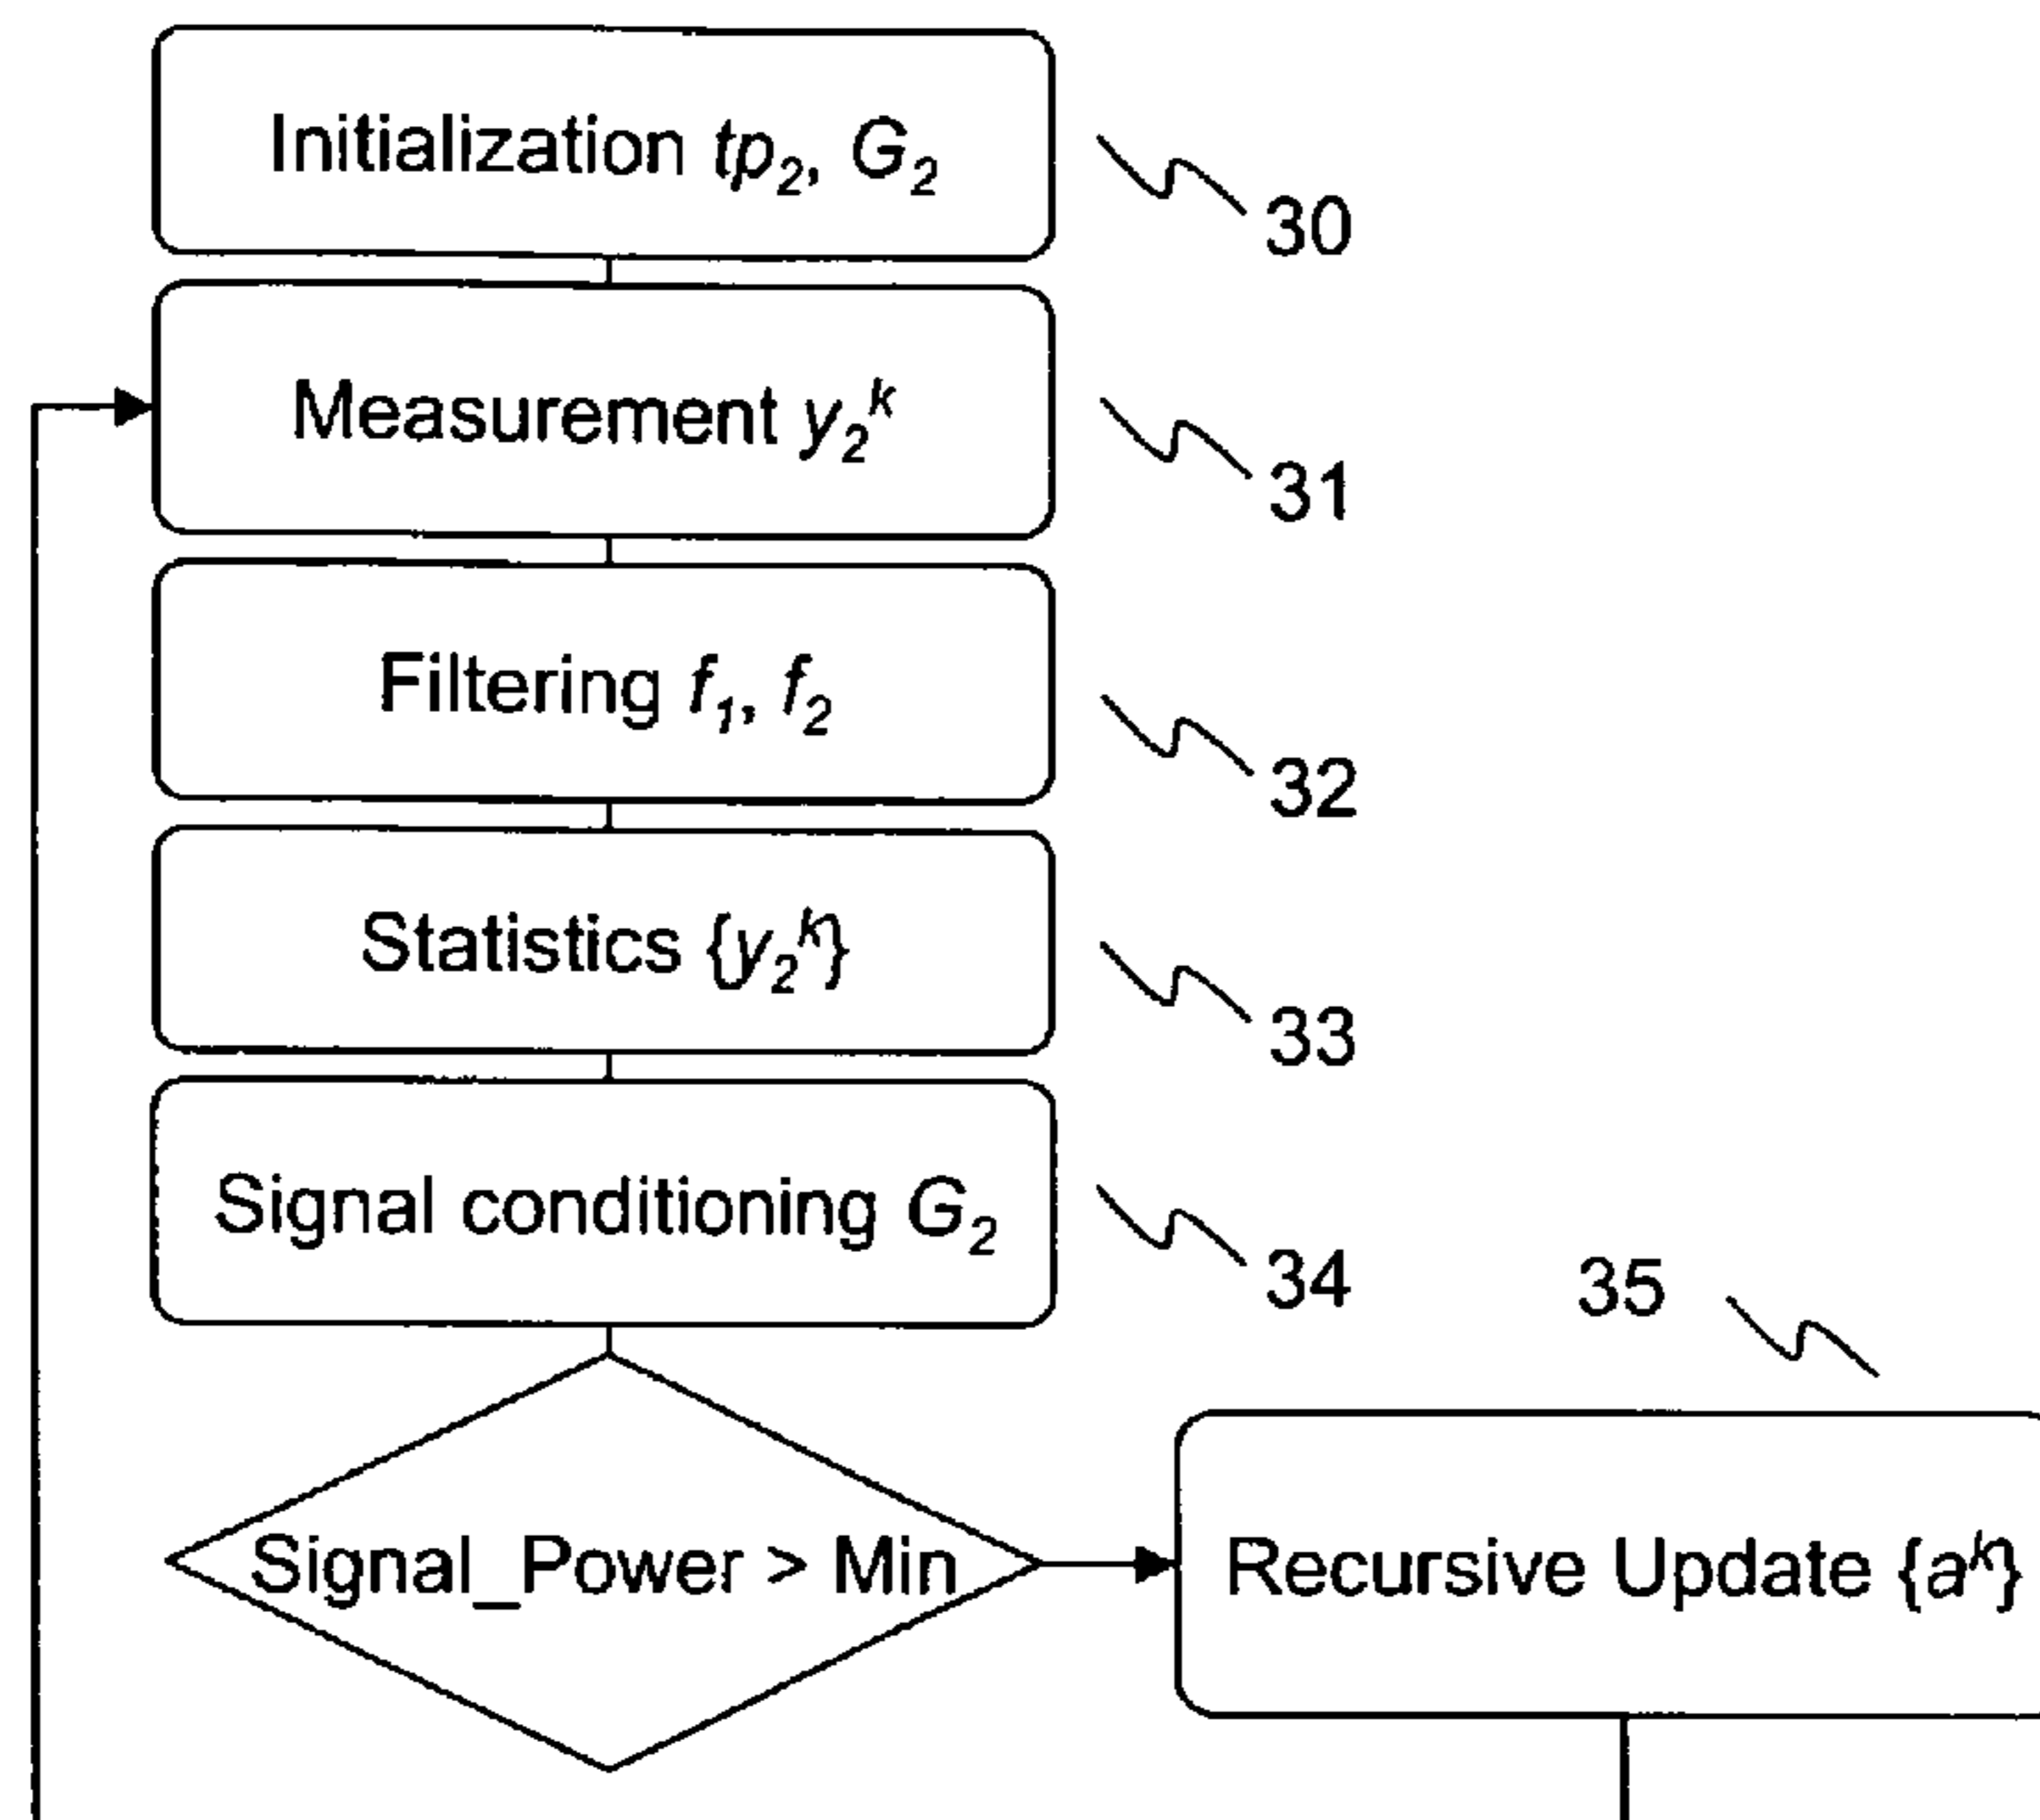 Initialization tp₂, G₂
30
Measurement y₂ᵏ
31
Filtering f₁, f₂
32
Statistics {y₂ᵏ}
33
Signal conditioning G₂
34
35
Signal_Power > Min
Recursive Update {aᵏ}